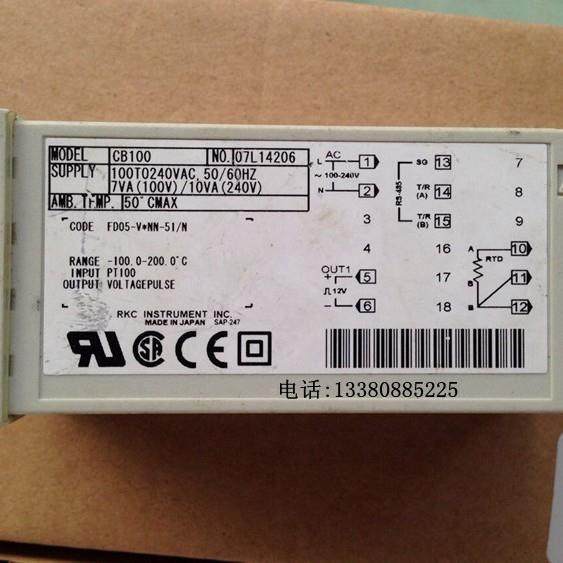 MODEL CB100 NO. 07L14206
SUPPLY 100TO240VAC, 50/60HZ
7VA (100V) /10VA (240V)
AMB. TEMP. 50°CMAX
CODE FD05-V*NN-5I/N
RANGE -100.0-200.0°C
INPUT PT100
OUTPUT VOLTAGEPULSE
RKC INSTRUMENT INC.
MADE IN JAPAN SAP-247
AC
L 1
~ 100-240V
N 2
3
4
OUT1
+ 5
12V
- 6
RS-485
SG 13
T/R (A) 14
T/R (B) 15
16
17
18
7
8
9
A 10
RTD
B 11
B 12
电话:13380885225